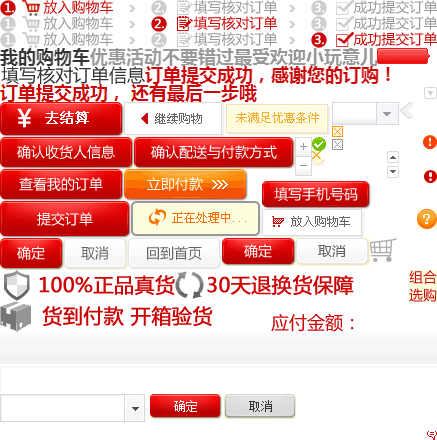 1. 放入购物车 2. 填写核对订单 3. 成功提交订单
1. 放入购物车 2. 填写核对订单 3. 成功提交订单
1. 放入购物车 2. 填写核对订单 3. 成功提交订单
我的购物车优惠活动不要错过最受欢迎小玩意儿
填写核对订单信息订单提交成功，感谢您的订购！
订单提交成功， 还有最后一步哦
¥ 去结算 继续购物 未满足优惠条件
确认收货人信息 确认配送与付款方式
查看我的订单 立即付款 填写手机号码
提交订单 正在处理中... 放入购物车
确定 取消 回到首页 确定 取消
100%正品真货 30天退换货保障
组合
选购
货到付款 开箱验货 应付金额：
确定 取消